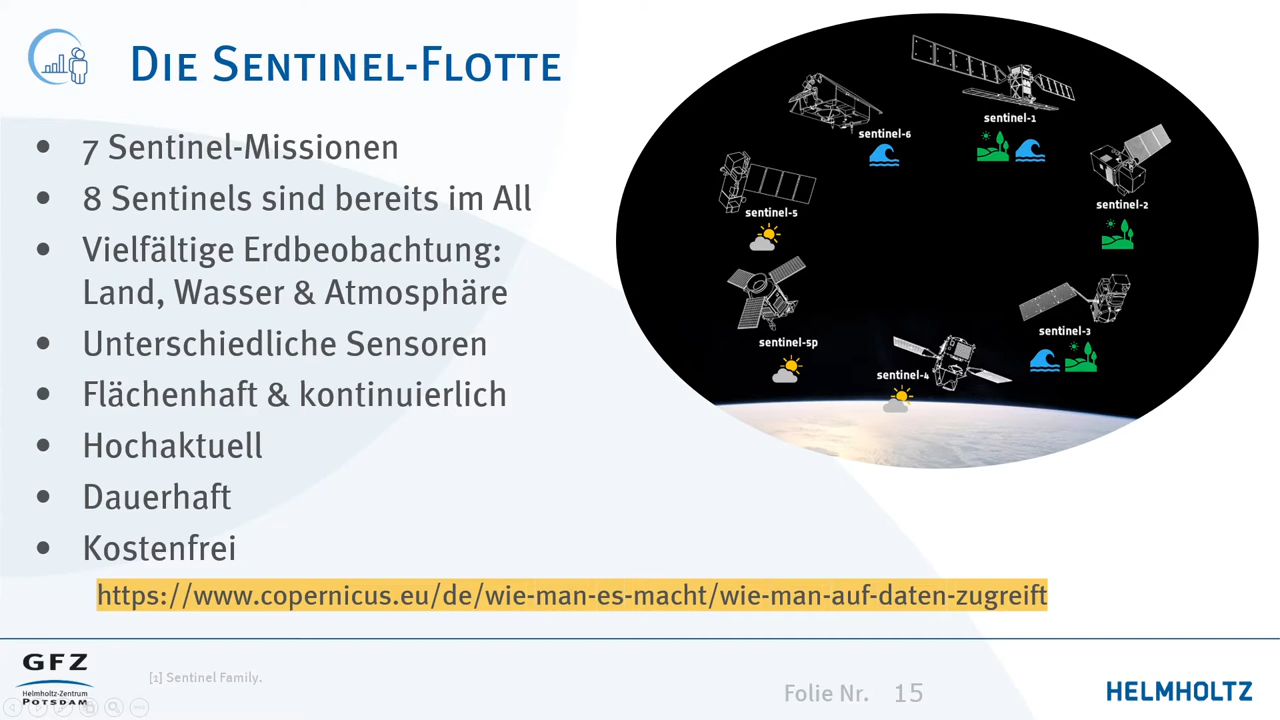 Die Sentinel-Flotte
• 7 Sentinel-Missionen
• 8 Sentinels sind bereits im All
• Vielfältige Erdbeobachtung:
Land, Wasser & Atmosphäre
• Unterschiedliche Sensoren
• Flächenhaft & kontinuierlich
• Hochaktuell
• Dauerhaft
• Kostenfrei
https://www.copernicus.eu/de/wie-man-es-macht/wie-man-auf-daten-zugreift
sentinel-1
sentinel-6
sentinel-2
sentinel-5
sentinel-3
sentinel-5p
sentinel-4
GFZ
Helmholtz-Zentrum
POTSDAM
[1] Sentinel Family.
Folie Nr. 15
HELMHOLTZ